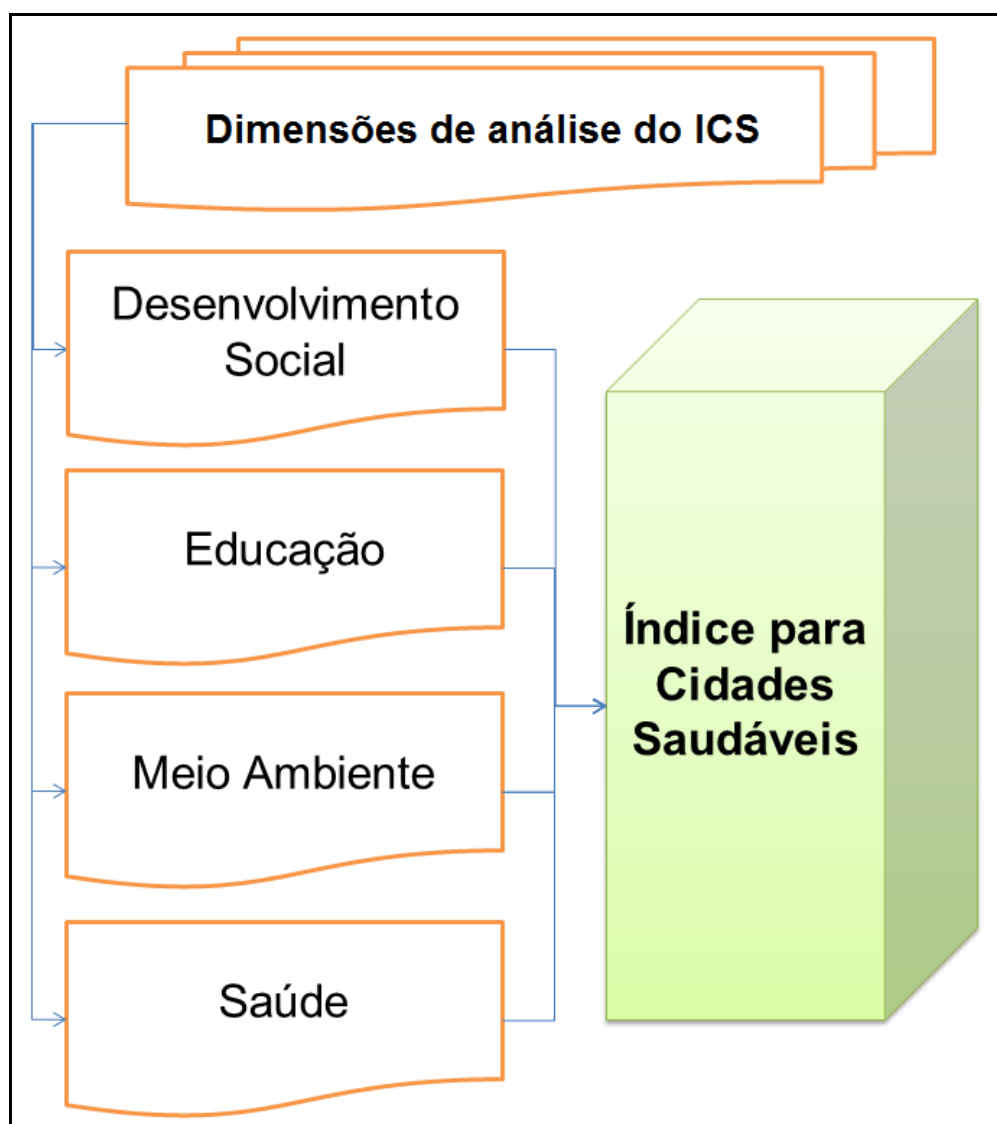 Dimensões de análise do ICS
Desenvolvimento
Social
Educação
Meio Ambiente
Saúde
Índice para
Cidades
Saudáveis